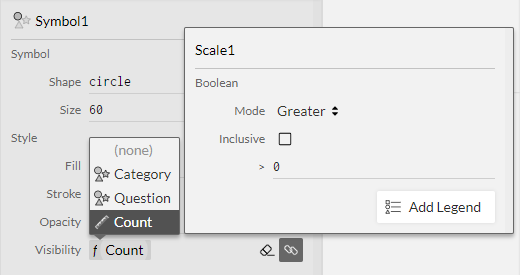 Symbol1
Symbol
Shape circle
Size 60
Style
Fill
Stroke
Opacity
Visibility f Count
(none)
Category
Question
Count
Scale1
Boolean
Mode Greater
Inclusive
> 0
Add Legend